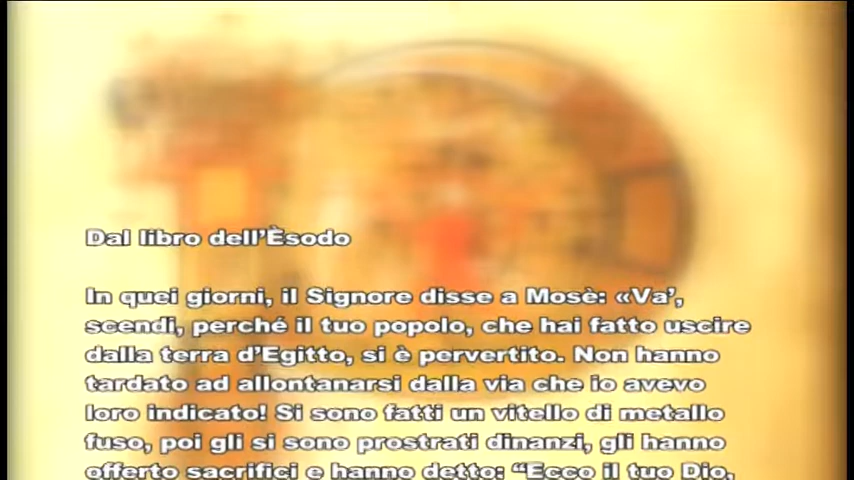 Dal libro dell'Èsodo
In quei giorni, il Signore disse a Mosè: «Va',
scendi, perché il tuo popolo, che hai fatto uscire
dalla terra d'Egitto, si è pervertito. Non hanno
tardato ad allontanarsi dalla via che io avevo
loro indicato! Si sono fatti un vitello di metallo
fuso, poi gli si sono prostrati dinanzi, gli hanno
offerto sacrifici e hanno detto: “Ecco il tuo Dio,